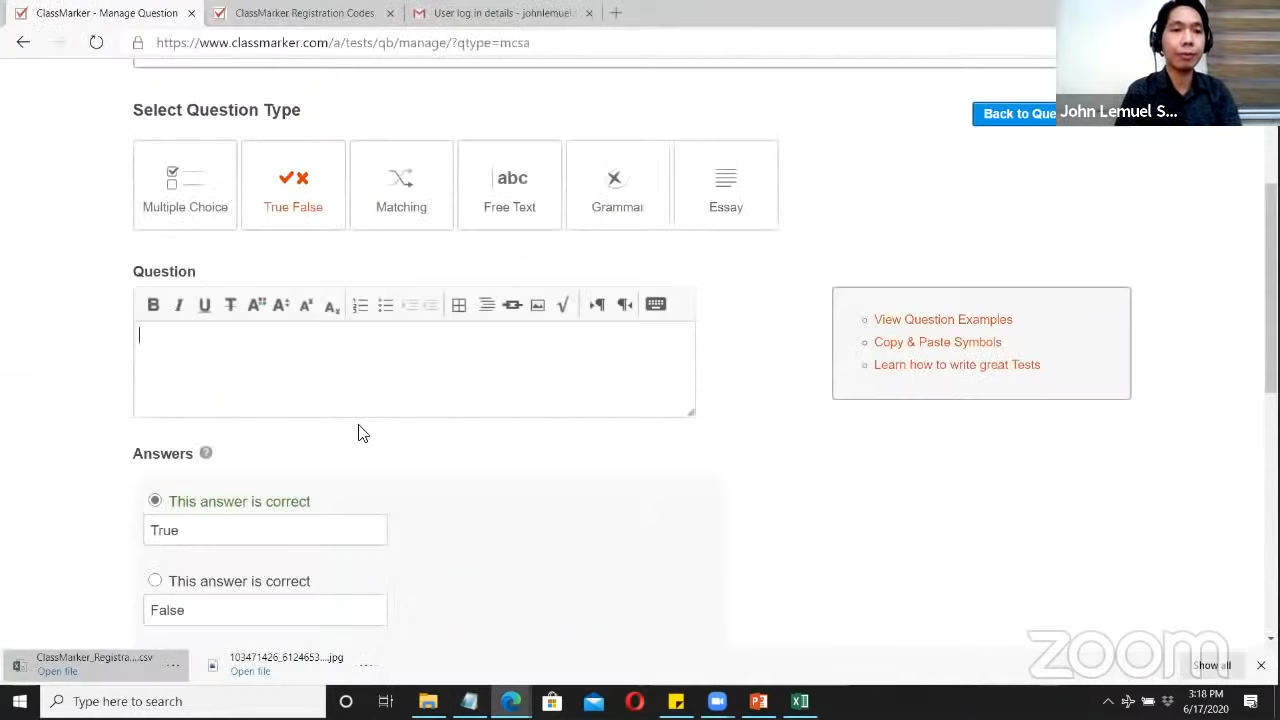 ClassMarker - Manage Question
ClassMarker Registration Codes
User log in details - johnlemuel
https://www.classmarker.com/a/tests/qb/manage/?qtype=mcsa
John Lemuel S...
Select Question Type
Back to Que
Multiple Choice
True False
Matching
abc
Free Text
Grammar
Essay
Question
B I U T
View Question Examples
Copy & Paste Symbols
Learn how to write great Tests
Answers ?
This answer is correct
True
This answer is correct
False
zoom
ClassMarker_Registra....csv
Open file
103471426_6124653....jpg
Open file
Show all
Type here to search
3:18 PM
6/17/2020